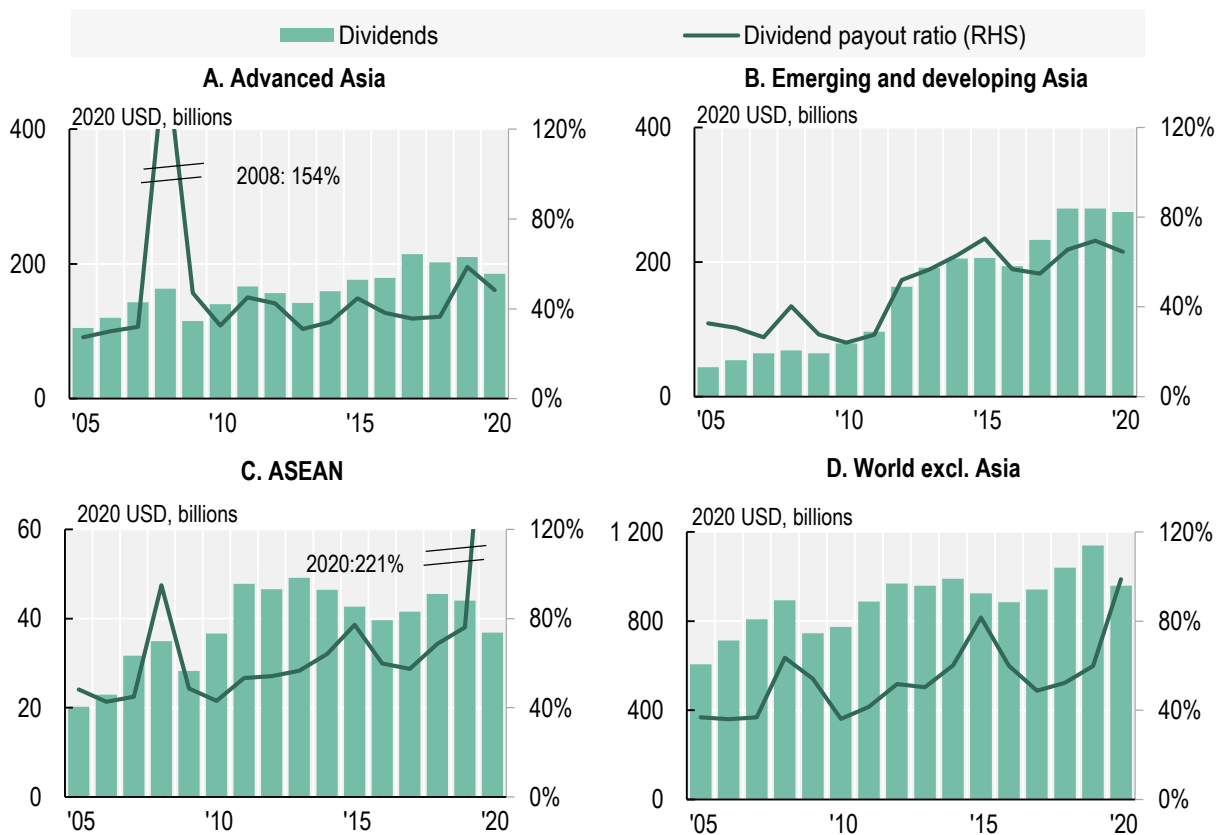 Dividends Dividend payout ratio (RHS)
A. Advanced Asia
2020 USD, billions
400
200
0
120%
80%
40%
0%
2008: 154%
'05 '10 '15 '20
B. Emerging and developing Asia
2020 USD, billions
400
200
0
120%
80%
40%
0%
'05 '10 '15 '20
C. ASEAN
2020 USD, billions
60
40
20
0
120%
80%
40%
0%
2020:221%
'05 '10 '15 '20
D. World excl. Asia
2020 USD, billions
1 200
800
400
0
120%
80%
40%
0%
'05 '10 '15 '20